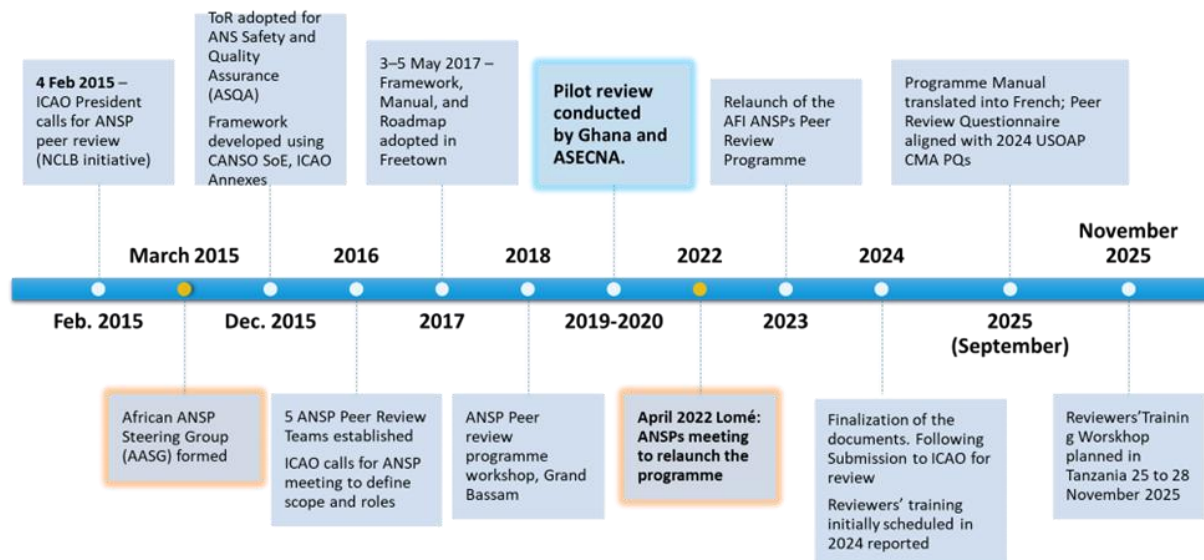 4 Feb 2015 –
ICAO President
calls for ANSP
peer review
(NCLB initiative)
ToR adopted for
ANS Safety and
Quality
Assurance
(ASQA)
Framework
developed using
CANSO SoE, ICAO
Annexes
3–5 May 2017 –
Framework,
Manual, and
Roadmap
adopted in
Freetown
Pilot review
conducted
by Ghana and
ASECNA.
Relaunch of the
AFI ANSPs Peer
Review
Programme
Programme Manual
translated into French; Peer
Review Questionnaire
aligned with 2024 USOAP
CMA PQs
March 2015
2016
2018
2022
2024
November
2025
Feb. 2015
Dec. 2015
2017
2019-2020
2023
2025
(September)
African ANSP
Steering Group
(AASG) formed
5 ANSP Peer Review
Teams established
ICAO calls for ANSP
meeting to define
scope and roles
ANSP Peer
review
programme
workshop, Grand
Bassam
April 2022 Lomé:
ANSPs meeting
to relaunch the
programme
Finalization of the
documents. Following
Submission to ICAO for
review
Reviewers’ training
initially scheduled in
2024 reported
Reviewers’Trainin
g Worskhop
planned in
Tanzania 25 to 28
November 2025